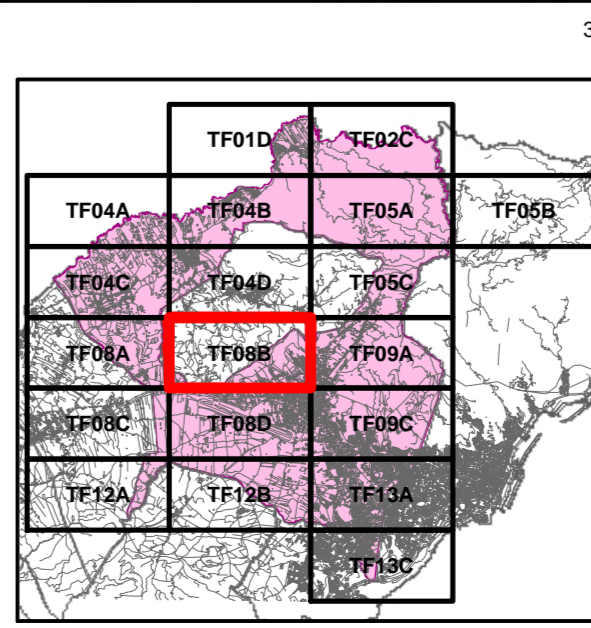 3
TF01D TF02C
TF04A TF04B TF05A TF05B
TF04C TF04D TF05C
TF08A TF08B TF09A
TF08C TF08D TF09C
TF12A TF12B TF13A
TF13C